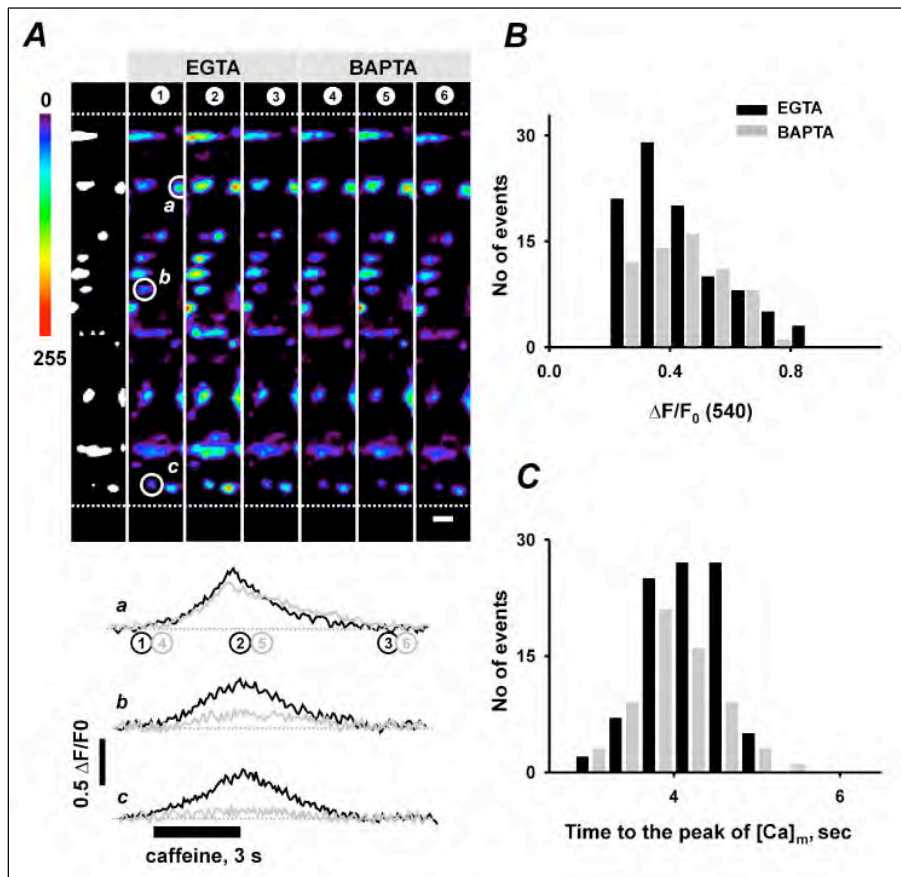 A
EGTA BAPTA
1 2 3 4 5 6
0
255
a
b
c
a
1 4 2 5 3 6
b
c
0.5 ΔF/F0
caffeine, 3 s
B
EGTA
BAPTA
30
15
0
No of events
0.0 0.4 0.8
ΔF/F₀ (540)
C
30
15
0
No of events
4 6
Time to the peak of [Ca]ₘ, sec